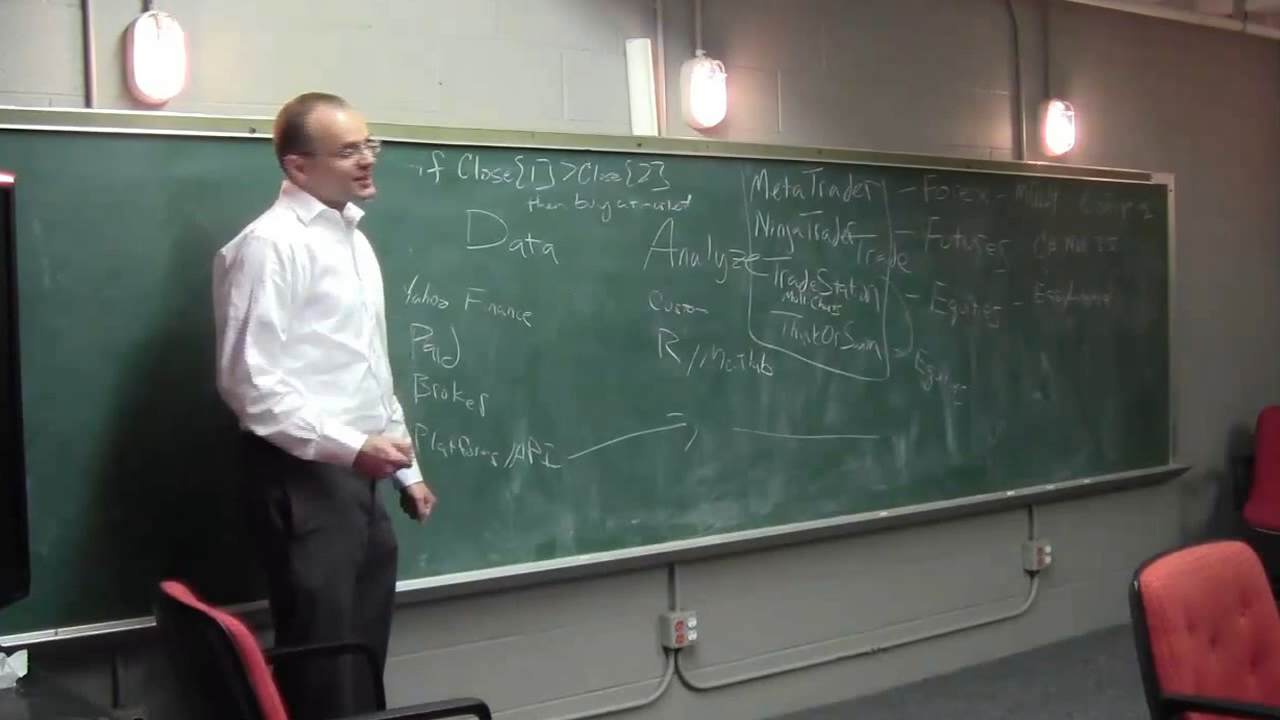 if Close{1}>Close{2}
then buy at market
Data
Yahoo Finance
Paid
Broker
Platforms/API
Analyze
Custom
R/Matlab
MetaTrader
NinjaTrader
TradeStation
MultiCharts
ThinkOrSwim
Trade
- Forex -
- Futures
- Equities -
Equities